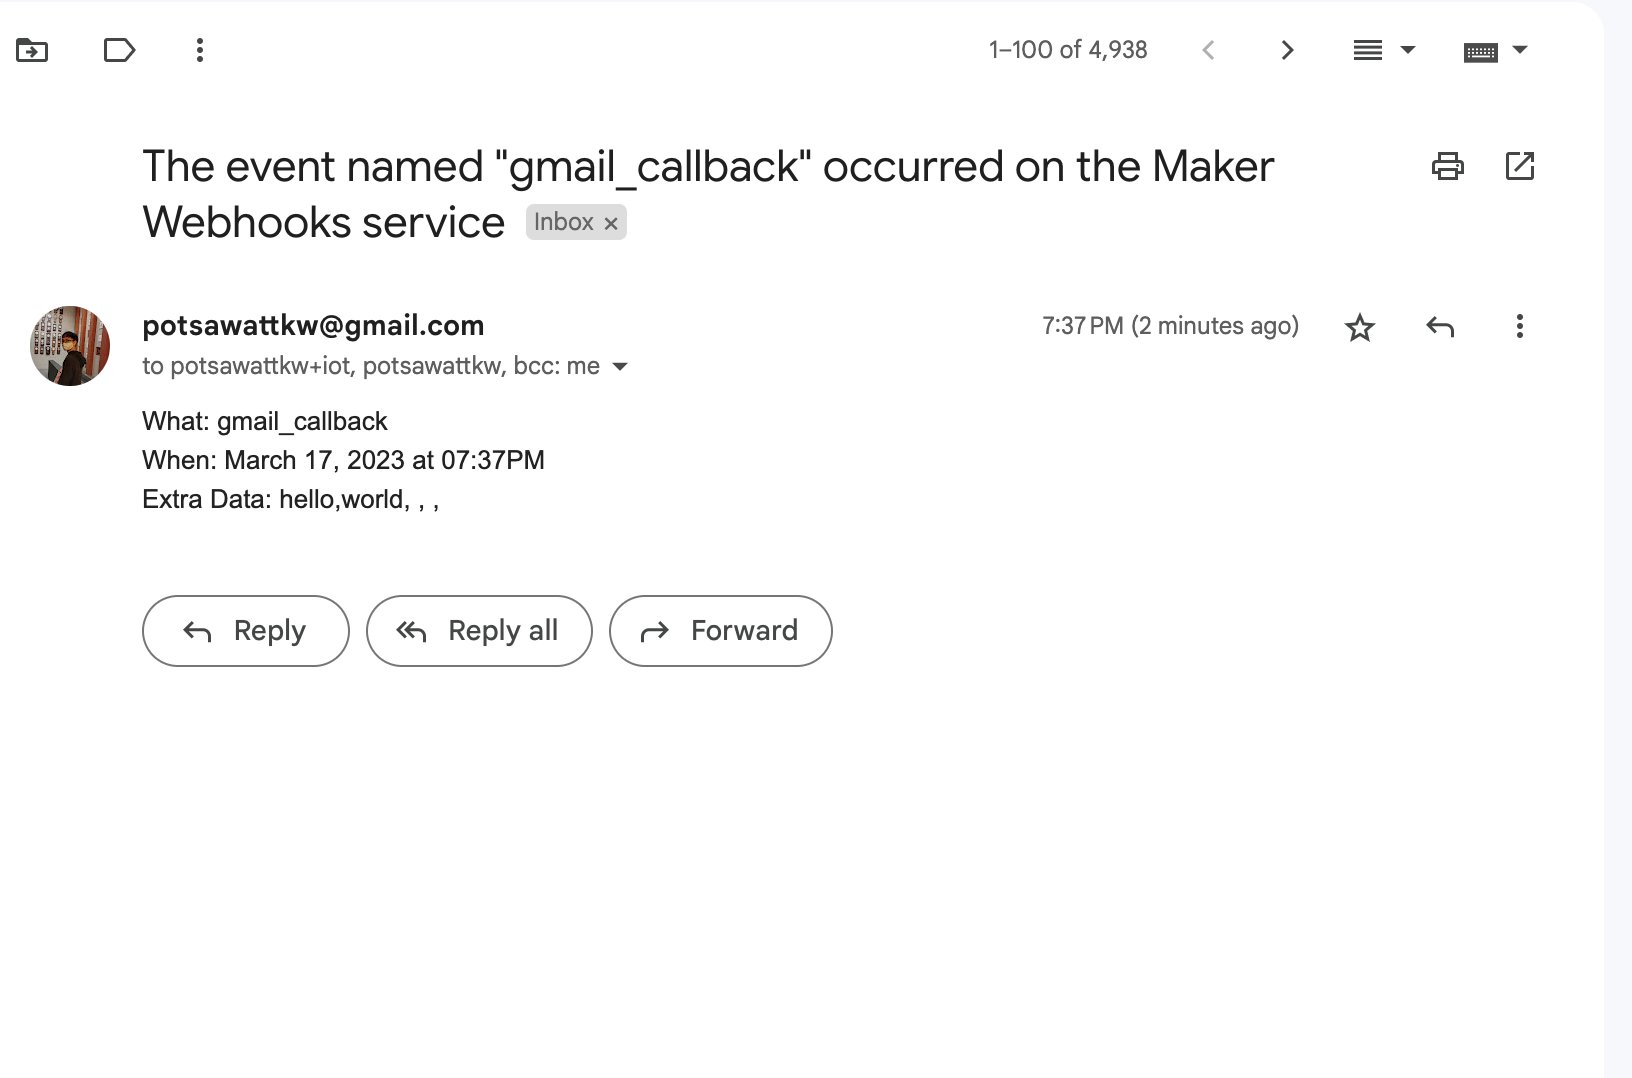 1–100 of 4,938
The event named "gmail_callback" occurred on the Maker
Webhooks service Inbox ×
potsawattkw@gmail.com 7:37 PM (2 minutes ago)
to potsawattkw+iot, potsawattkw, bcc: me
What: gmail_callback
When: March 17, 2023 at 07:37PM
Extra Data: hello,world, , ,
Reply Reply all Forward